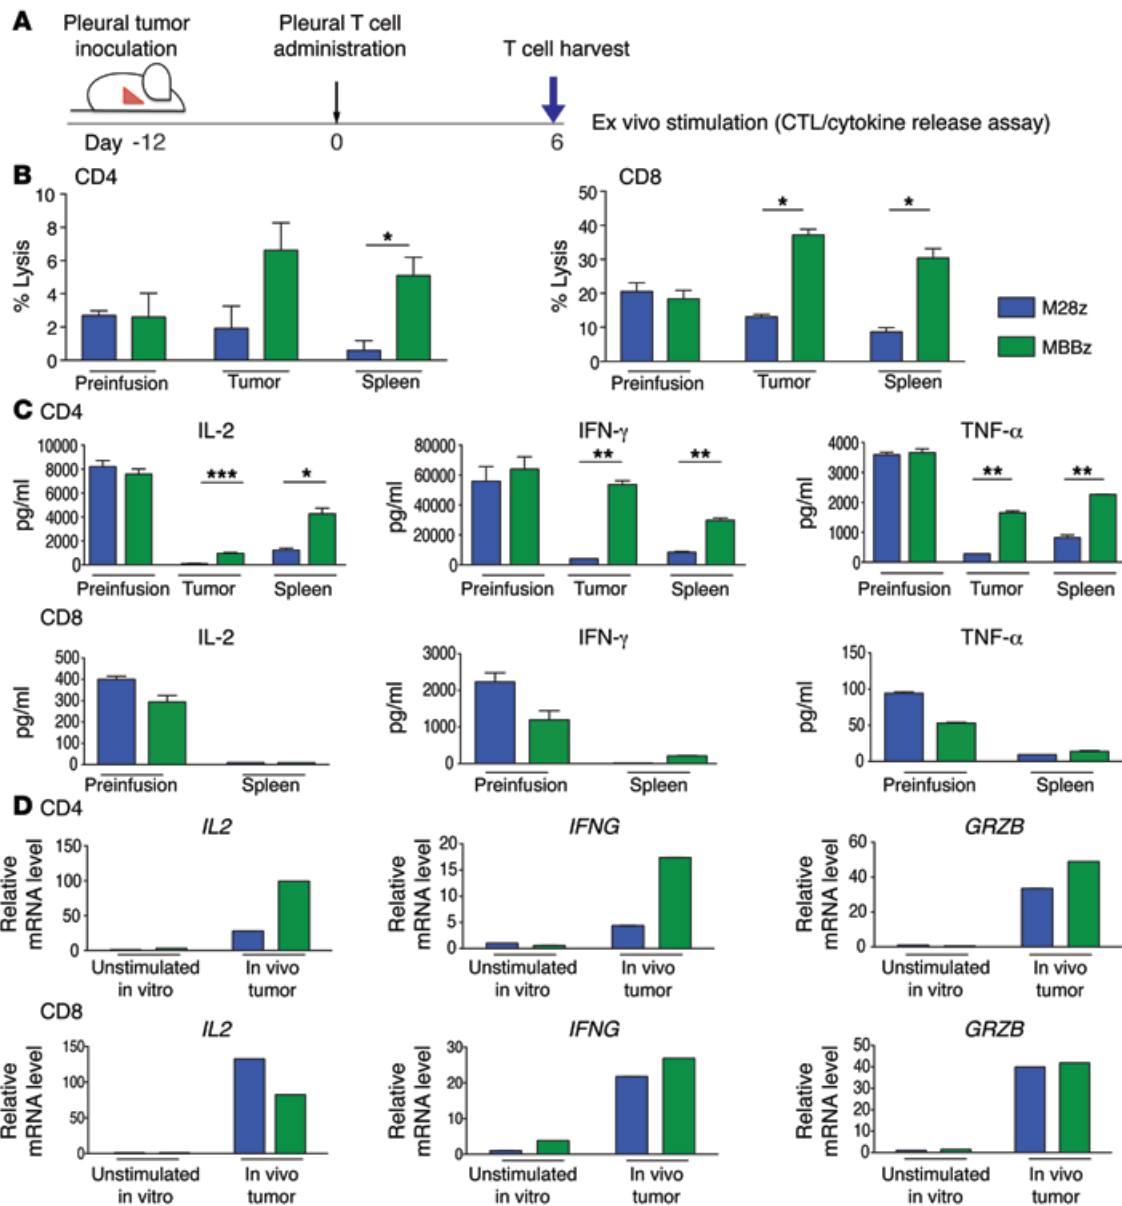 A
Pleural tumor
inoculation
Pleural T cell
administration
T cell harvest
Day -12
0
6
Ex vivo stimulation (CTL/cytokine release assay)
B
CD4
% Lysis
10
8
6
4
2
0
*
Preinfusion
Tumor
Spleen
CD8
% Lysis
50
40
30
20
10
0
*
*
Preinfusion
Tumor
Spleen
M28z
MBBz
C
CD4
IL-2
pg/ml
10000
8000
6000
4000
2000
0
***
*
Preinfusion
Tumor
Spleen
IFN-γ
pg/ml
80000
60000
40000
20000
0
**
**
Preinfusion
Tumor
Spleen
TNF-α
pg/ml
4000
3000
2000
1000
0
**
**
Preinfusion
Tumor
Spleen
CD8
IL-2
pg/ml
500
400
300
200
100
0
Preinfusion
Spleen
IFN-γ
pg/ml
3000
2000
1000
0
Preinfusion
Spleen
TNF-α
pg/ml
150
100
50
0
Preinfusion
Spleen
D
CD4
IL2
Relative
mRNA level
150
100
50
0
Unstimulated
in vitro
In vivo
tumor
IFNG
Relative
mRNA level
20
15
10
5
0
Unstimulated
in vitro
In vivo
tumor
GRZB
Relative
mRNA level
60
40
20
0
Unstimulated
in vitro
In vivo
tumor
CD8
IL2
Relative
mRNA level
150
100
50
0
Unstimulated
in vitro
In vivo
tumor
IFNG
Relative
mRNA level
30
20
10
0
Unstimulated
in vitro
In vivo
tumor
GRZB
Relative
mRNA level
50
40
30
20
10
0
Unstimulated
in vitro
In vivo
tumor